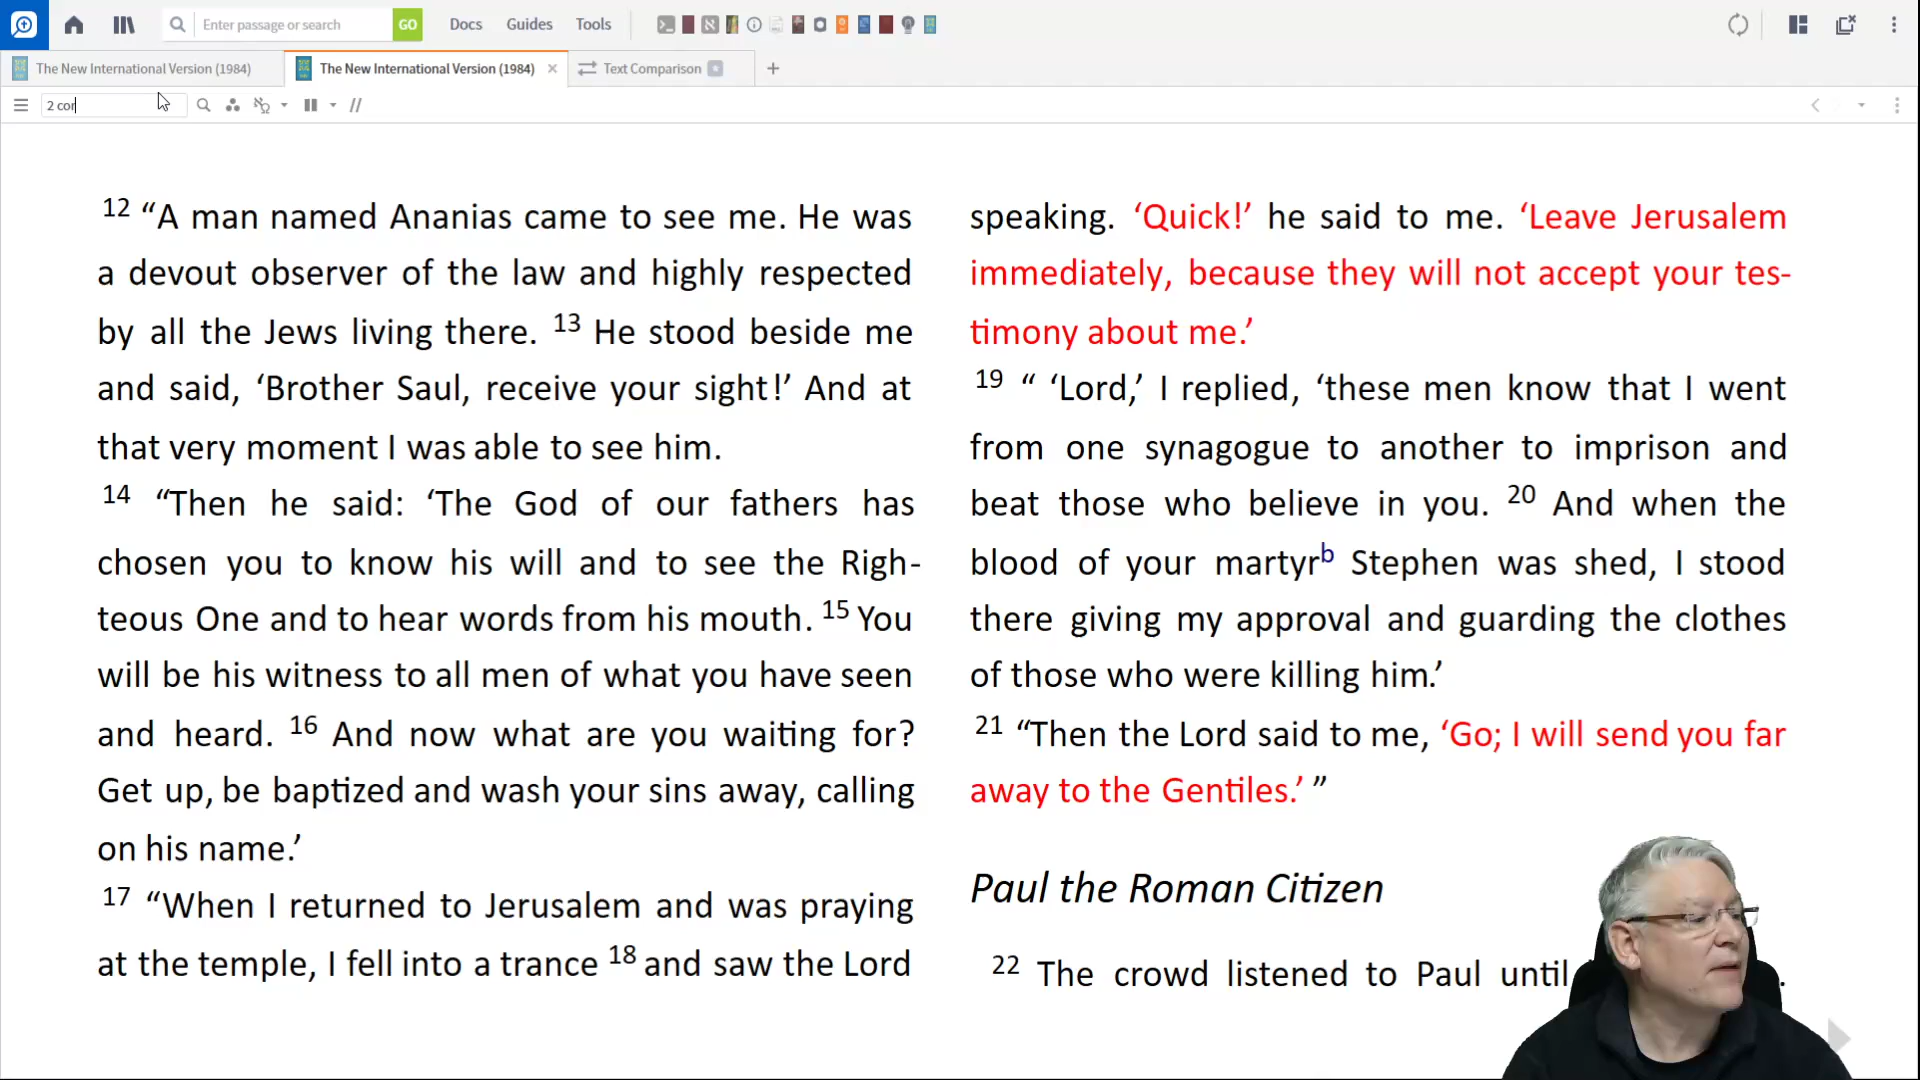 Enter passage or search
GO
Docs
Guides
Tools
The New International Version (1984)
The New International Version (1984)
Text Comparison
2 cor
12 “A man named Ananias came to see me. He was
a devout observer of the law and highly respected
by all the Jews living there. 13 He stood beside me
and said, ‘Brother Saul, receive your sight!’ And at
that very moment I was able to see him.
14 “Then he said: ‘The God of our fathers has
chosen you to know his will and to see the Righ-
teous One and to hear words from his mouth. 15 You
will be his witness to all men of what you have seen
and heard. 16 And now what are you waiting for?
Get up, be baptized and wash your sins away, calling
on his name.’
17 “When I returned to Jerusalem and was praying
at the temple, I fell into a trance 18 and saw the Lord
speaking. ‘Quick!’ he said to me. ‘Leave Jerusalem
immediately, because they will not accept your tes-
timony about me.’
19 “ ‘Lord,’ I replied, ‘these men know that I went
from one synagogue to another to imprison and
beat those who believe in you. 20 And when the
blood of your martyrb Stephen was shed, I stood
there giving my approval and guarding the clothes
of those who were killing him.’
21 “Then the Lord said to me, ‘Go; I will send you far
away to the Gentiles.’ ”
Paul the Roman Citizen
22 The crowd listened to Paul until